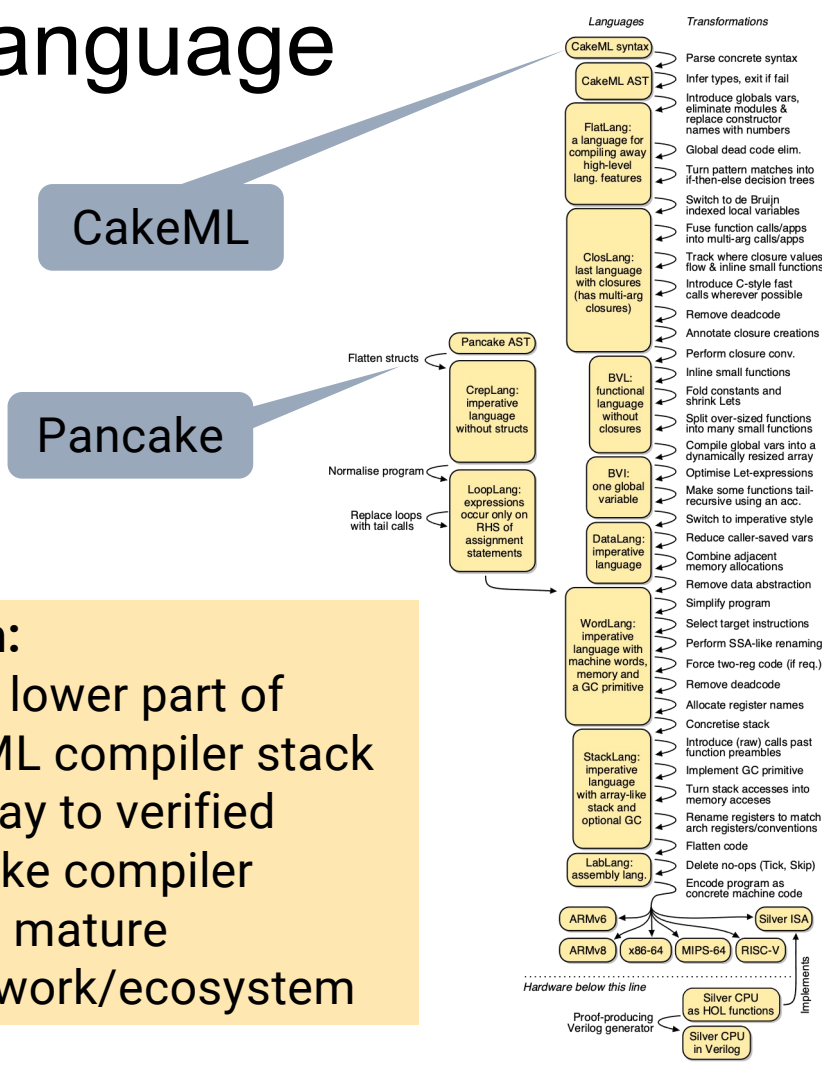 anguage
CakeML
Pancake
:
lower part of
ML compiler stack
ay to verified
ke compiler
mature
work/ecosystem
Languages
Transformations
CakeML syntax
Parse concrete syntax
CakeML AST
Infer types, exit if fail
Introduce globals vars,
eliminate modules &
replace constructor
names with numbers
FlatLang:
a language for
compiling away
high-level
lang. features
Global dead code elim.
Turn pattern matches into
if-then-else decision trees
Switch to de Bruijn
indexed local variables
Fuse function calls/apps
into multi-arg calls/apps
ClosLang:
last language
with closures
(has multi-arg
closures)
Track where closure values
flow & inline small functions
Introduce C-style fast
calls wherever possible
Remove deadcode
Annotate closure creations
Perform closure conv.
Pancake AST
Flatten structs
CrepLang:
imperative
language
without structs
Normalise program
LoopLang:
expressions
occur only on
RHS of
assignment
statements
Replace loops
with tail calls
BVL:
functional
language
without
closures
Inline small functions
Fold constants and
shrink Lets
Split over-sized functions
into many small functions
Compile global vars into a
dynamically resized array
BVI:
one global
variable
Optimise Let-expressions
Make some functions tail-
recursive using an acc.
Switch to imperative style
DataLang:
imperative
language
Reduce caller-saved vars
Combine adjacent
memory allocations
Remove data abstraction
WordLang:
imperative
language with
machine words,
memory and
a GC primitive
Simplify program
Select target instructions
Perform SSA-like renaming
Force two-reg code (if req.)
Remove deadcode
Allocate register names
Concretise stack
StackLang:
imperative
language
with array-like
stack and
optional GC
Introduce (raw) calls past
function preambles
Implement GC primitive
Turn stack accesses into
memory acceses
Rename registers to match
arch registers/conventions
Flatten code
LabLang:
assembly lang.
Delete no-ops (Tick, Skip)
Encode program as
concrete machine code
ARMv6
Silver ISA
ARMv8
x86-64
MIPS-64
RISC-V
Implements
Hardware below this line
Silver CPU
as HOL functions
Proof-producing
Verilog generator
Silver CPU
in Verilog